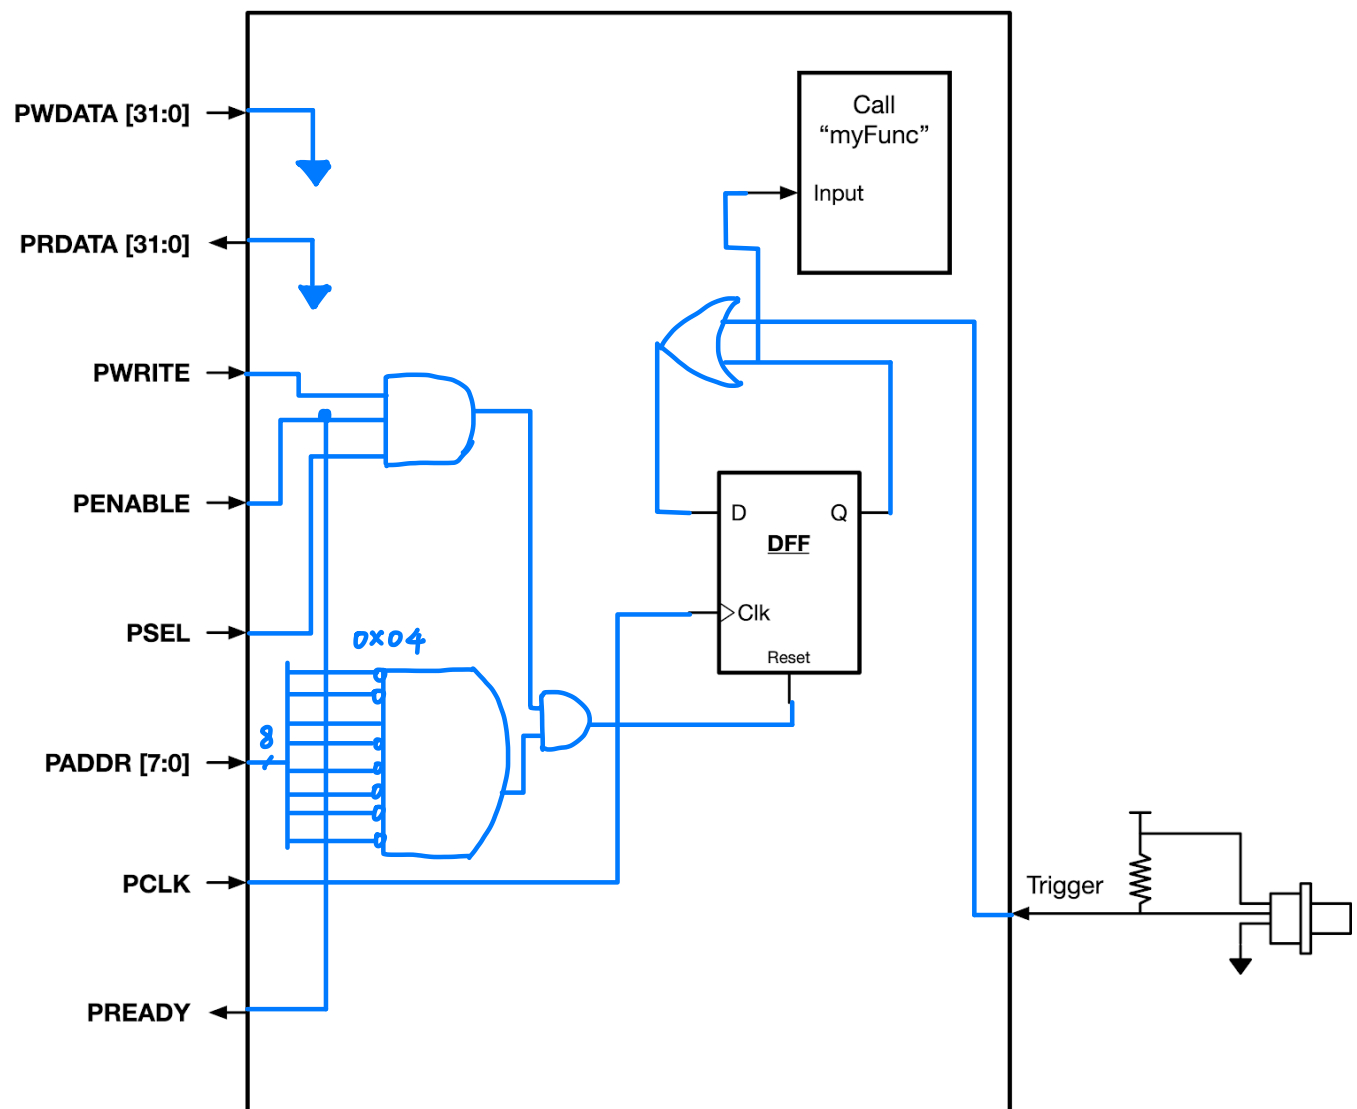 PWDATA [31:0]
Call
“myFunc”
Input
PRDATA [31:0]
PWRITE
PENABLE
D
Q
DFF
Clk
PSEL
0x04
Reset
8
PADDR [7:0]
PCLK
Trigger
PREADY